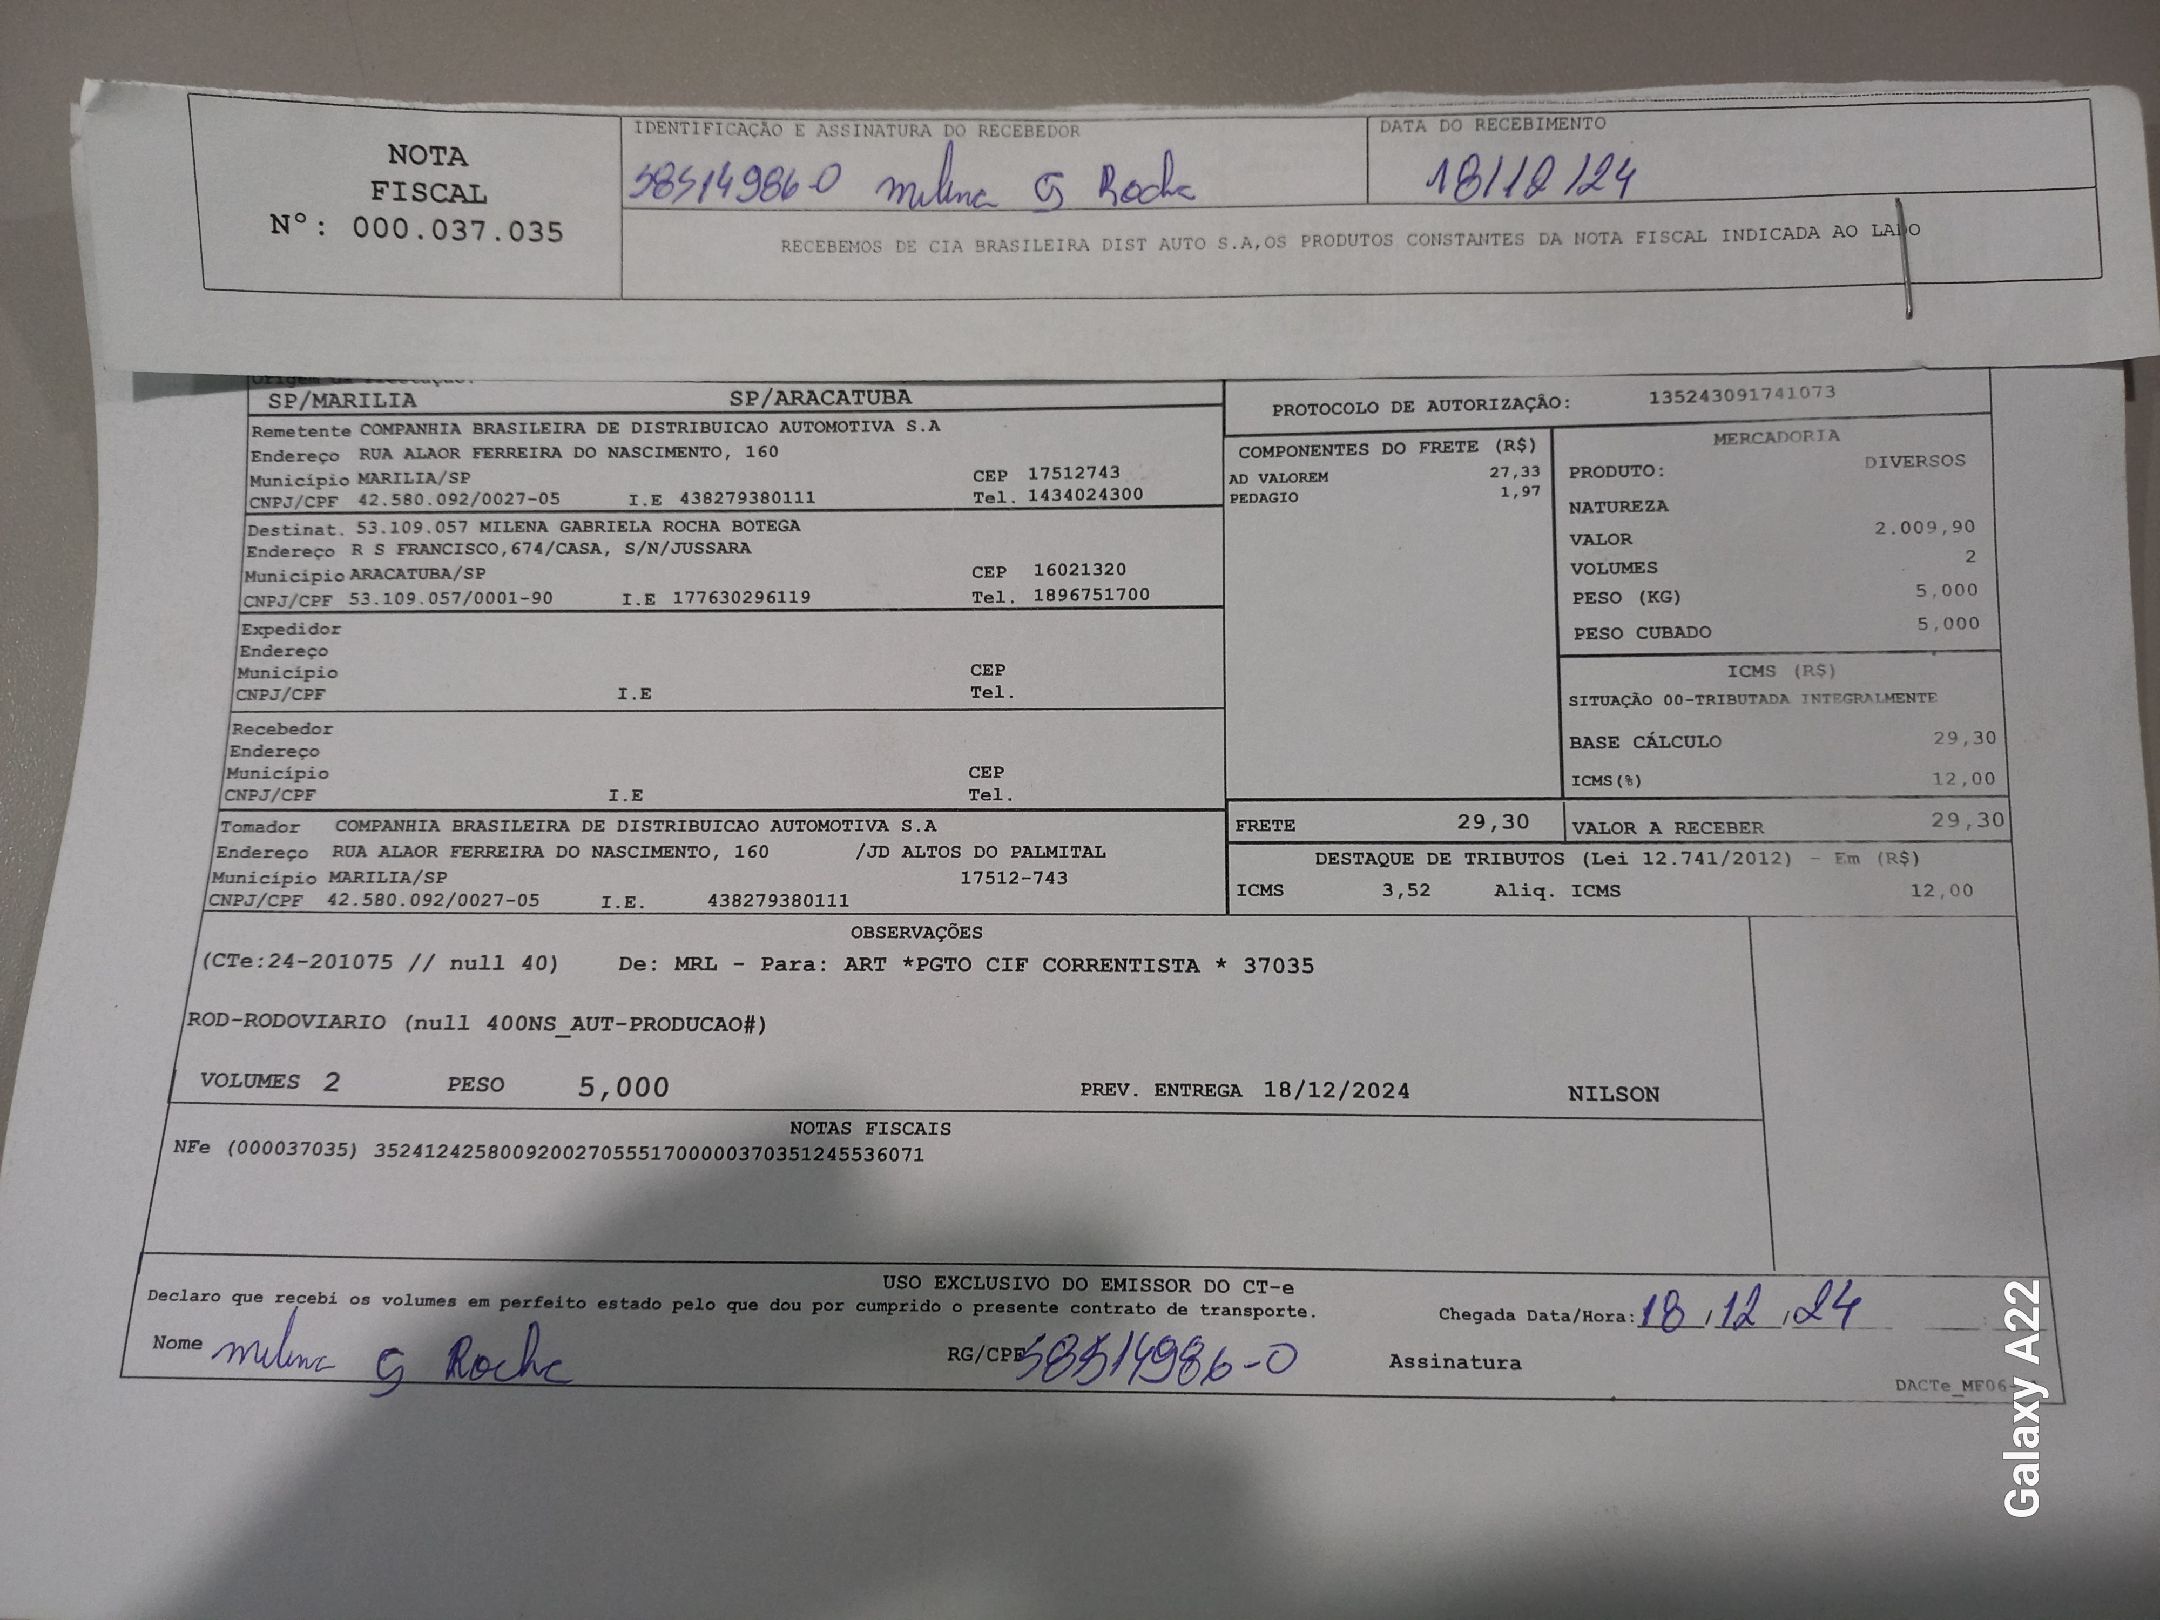 NOTA
FISCAL
Nº: 000.037.035
IDENTIFICAÇÃO E ASSINATURA DO RECEBEDOR
58514986-0 Milena G Rocha
DATA DO RECEBIMENTO
18/12/24
RECEBEMOS DE CIA BRASILEIRA DIST AUTO S.A,OS PRODUTOS CONSTANTES DA NOTA FISCAL INDICADA AO LADO
SP/MARILIA SP/ARACATUBA
Remetente COMPANHIA BRASILEIRA DE DISTRIBUICAO AUTOMOTIVA S.A
Endereço RUA ALAOR FERREIRA DO NASCIMENTO, 160
Município MARILIA/SP CEP 17512743
CNPJ/CPF 42.580.092/0027-05 I.E 438279380111 Tel. 1434024300
Destinat. 53.109.057 MILENA GABRIELA ROCHA BOTEGA
Endereço R S FRANCISCO,674/CASA, S/N/JUSSARA
Município ARACATUBA/SP CEP 16021320
CNPJ/CPF 53.109.057/0001-90 I.E 177630296119 Tel. 1896751700
Expedidor
Endereço
Município CEP
CNPJ/CPF I.E Tel.
Recebedor
Endereço
Município CEP
CNPJ/CPF I.E Tel.
Tomador COMPANHIA BRASILEIRA DE DISTRIBUICAO AUTOMOTIVA S.A
Endereço RUA ALAOR FERREIRA DO NASCIMENTO, 160 /JD ALTOS DO PALMITAL
Município MARILIA/SP 17512-743
CNPJ/CPF 42.580.092/0027-05 I.E. 438279380111
PROTOCOLO DE AUTORIZAÇÃO: 135243091741073
COMPONENTES DO FRETE (R$)
AD VALOREM 27,33
PEDAGIO 1,97
MERCADORIA
PRODUTO: DIVERSOS
NATUREZA
VALOR 2.009,90
VOLUMES 2
PESO (KG) 5,000
PESO CUBADO 5,000
ICMS (R$)
SITUAÇÃO 00-TRIBUTADA INTEGRALMENTE
BASE CÁLCULO 29,30
ICMS(%) 12,00
FRETE 29,30 VALOR A RECEBER 29,30
DESTAQUE DE TRIBUTOS (Lei 12.741/2012) - Em (R$)
ICMS 3,52 Aliq. ICMS 12,00
OBSERVAÇÕES
(CTe:24-201075 // null 40) De: MRL - Para: ART *PGTO CIF CORRENTISTA * 37035
ROD-RODOVIARIO (null 400NS_AUT-PRODUCAO#)
VOLUMES 2 PESO 5,000 PREV. ENTREGA 18/12/2024 NILSON
NOTAS FISCAIS
NFe (000037035) 35241242580092002705551700000370351245536071
USO EXCLUSIVO DO EMISSOR DO CT-e
Declaro que recebi os volumes em perfeito estado pelo que dou por cumprido o presente contrato de transporte.
Chegada Data/Hora: 18/12/24
Nome Milena G Rocha RG/CPF 58514986-0 Assinatura
DACTe_MF06
Galaxy A22